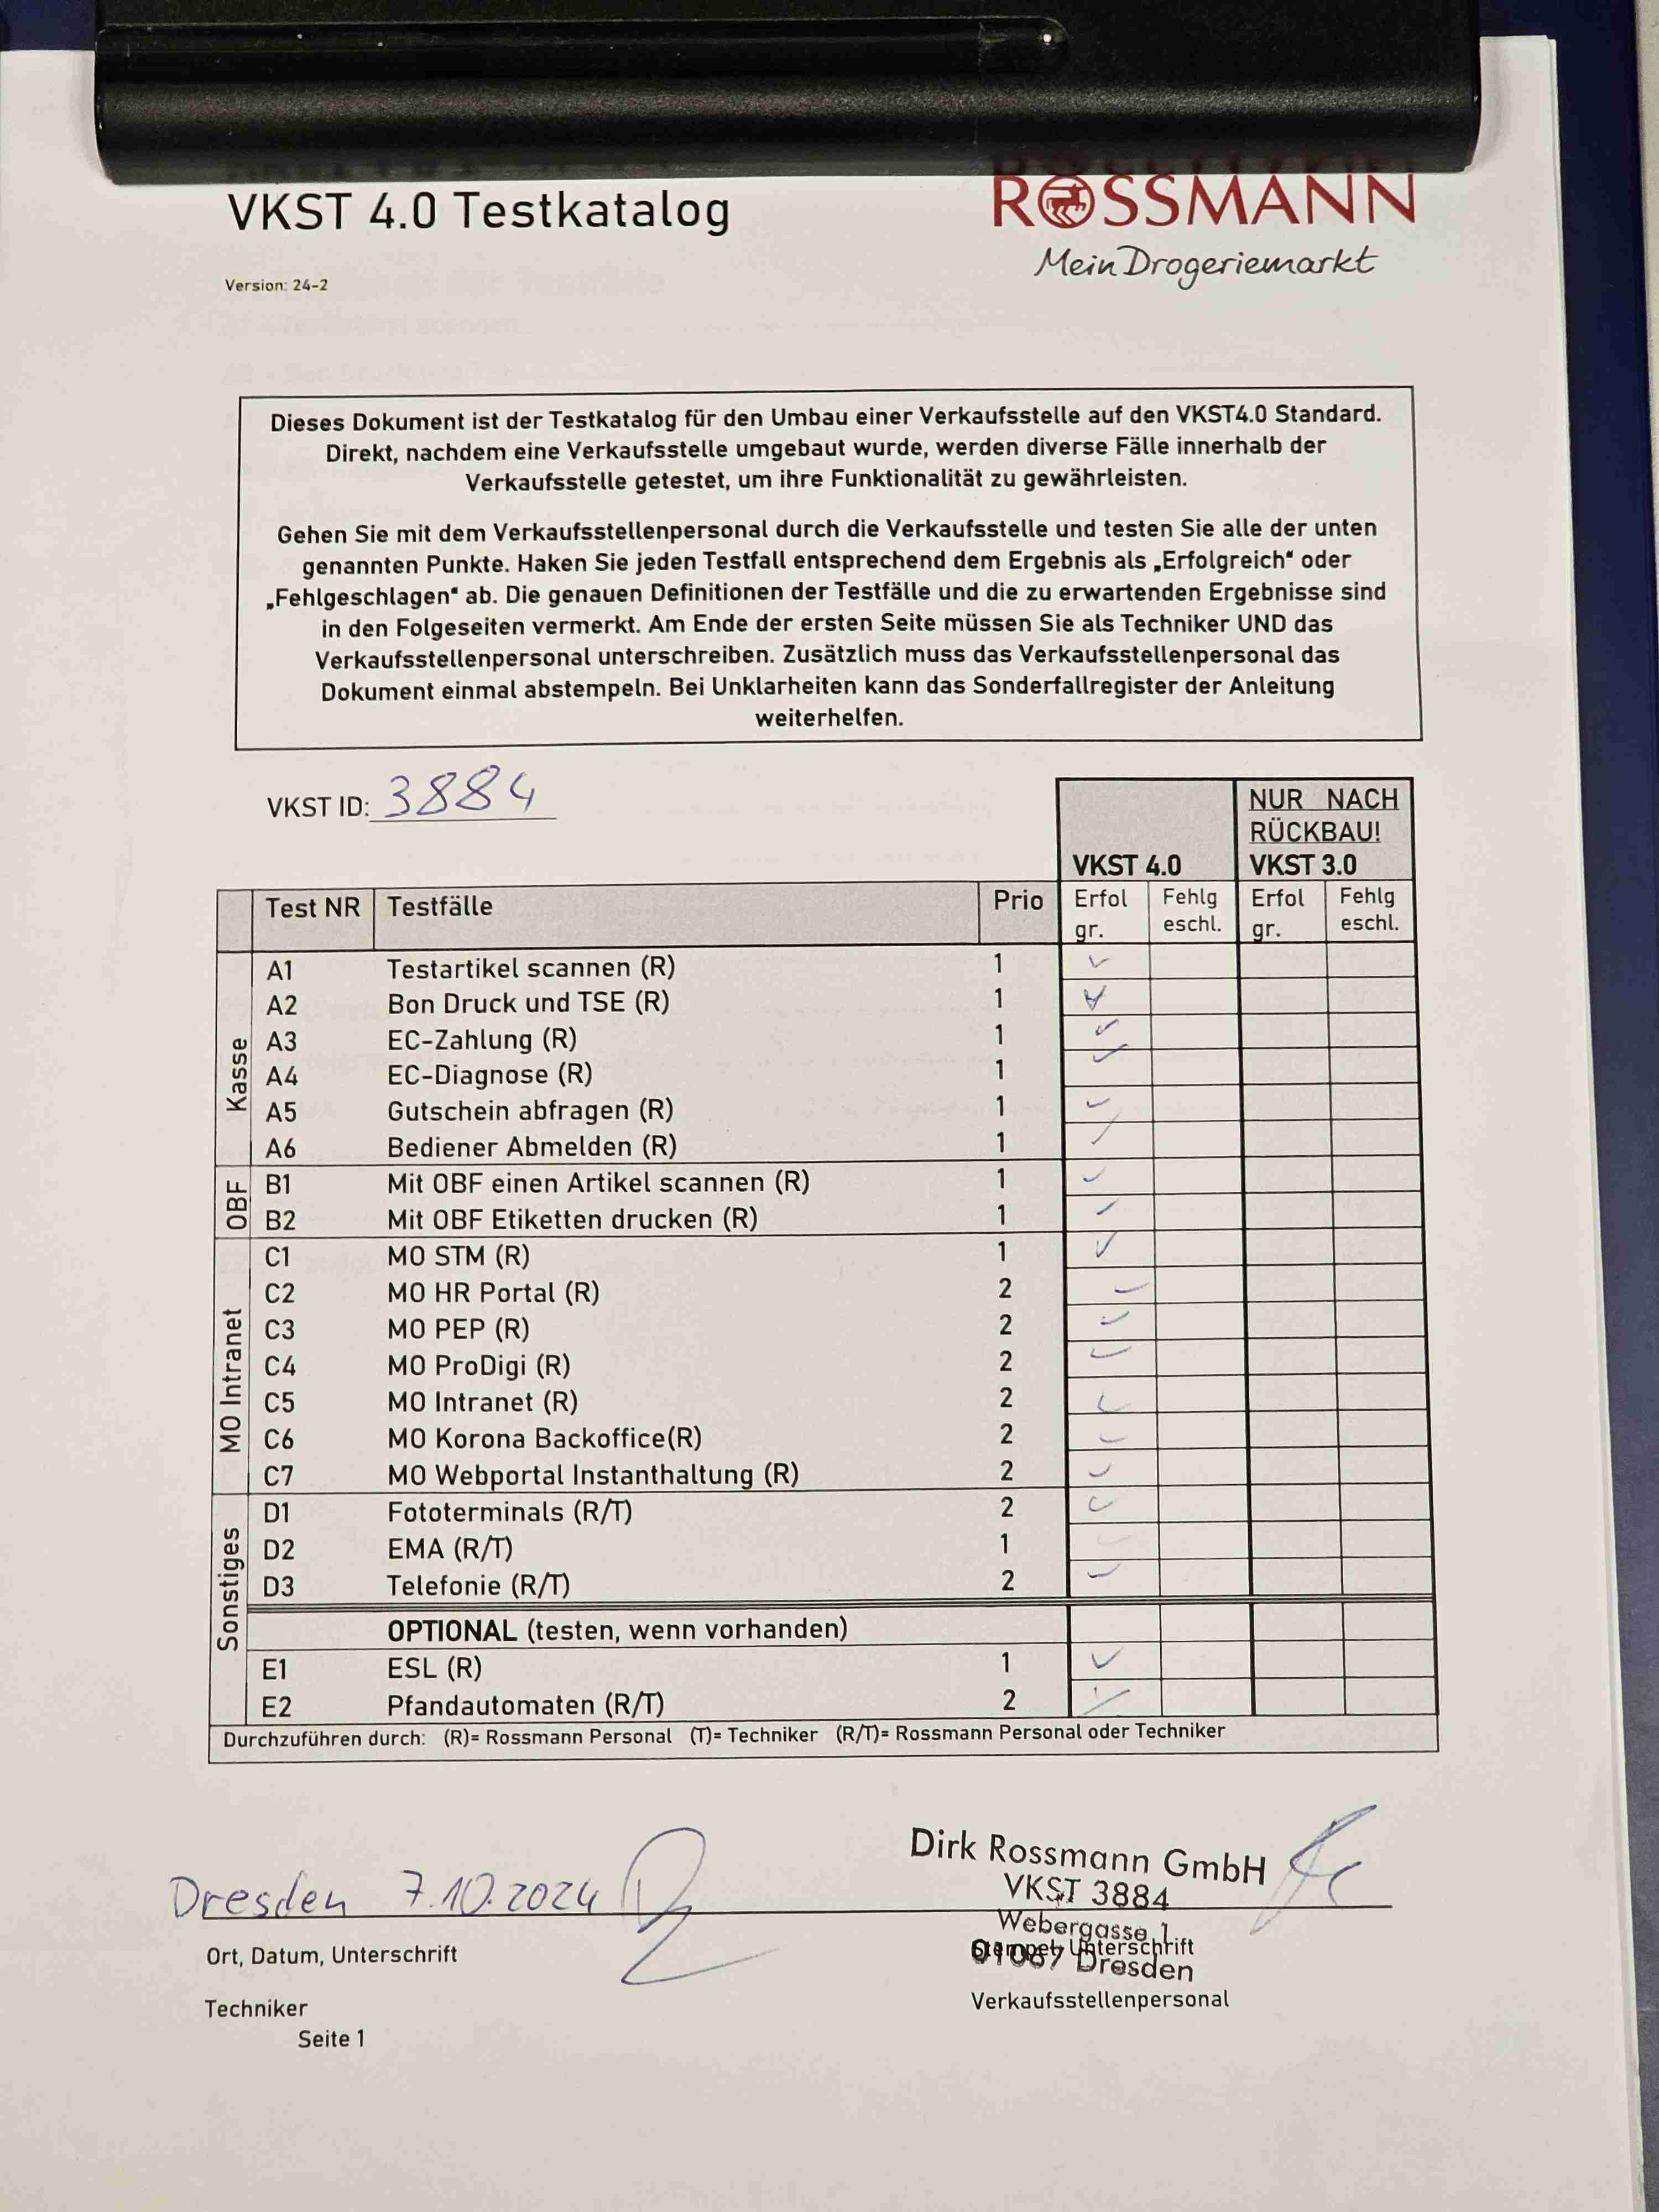 VKST 4.0 Testkatalog
ROSSMANN
Mein Drogeriemarkt
Version: 24-2
Dieses Dokument ist der Testkatalog für den Umbau einer Verkaufsstelle auf den VKST4.0 Standard.
Direkt, nachdem eine Verkaufsstelle umgebaut wurde, werden diverse Fälle innerhalb der
Verkaufsstelle getestet, um ihre Funktionalität zu gewährleisten.
Gehen Sie mit dem Verkaufsstellenpersonal durch die Verkaufsstelle und testen Sie alle der unten
genannten Punkte. Haken Sie jeden Testfall entsprechend dem Ergebnis als „Erfolgreich“ oder
„Fehlgeschlagen“ ab. Die genauen Definitionen der Testfälle und die zu erwartenden Ergebnisse sind
in den Folgeseiten vermerkt. Am Ende der ersten Seite müssen Sie als Techniker UND das
Verkaufsstellenpersonal unterschreiben. Zusätzlich muss das Verkaufsstellenpersonal das
Dokument einmal abstempeln. Bei Unklarheiten kann das Sonderfallregister der Anleitung
weiterhelfen.
VKST ID: 3884
VKST 4.0
NUR NACH
RÜCKBAU!
VKST 3.0
Test NR Testfälle Prio Erfol gr. Fehlg eschl. Erfol gr. Fehlg eschl.
Kasse
A1 Testartikel scannen (R) 1
A2 Bon Druck und TSE (R) 1
A3 EC-Zahlung (R) 1
A4 EC-Diagnose (R) 1
A5 Gutschein abfragen (R) 1
A6 Bediener Abmelden (R) 1
OBF
B1 Mit OBF einen Artikel scannen (R) 1
B2 Mit OBF Etiketten drucken (R) 1
MO Intranet
C1 MO STM (R) 1
C2 MO HR Portal (R) 2
C3 MO PEP (R) 2
C4 MO ProDigi (R) 2
C5 MO Intranet (R) 2
C6 MO Korona Backoffice(R) 2
C7 MO Webportal Instanthaltung (R) 2
Sonstiges
D1 Fototerminals (R/T) 2
D2 EMA (R/T) 1
D3 Telefonie (R/T) 2
OPTIONAL (testen, wenn vorhanden)
E1 ESL (R) 1
E2 Pfandautomaten (R/T) 2
Durchzuführen durch: (R)= Rossmann Personal (T)= Techniker (R/T)= Rossmann Personal oder Techniker
Dresden 7.10.2024
Ort, Datum, Unterschrift
Techniker
Seite 1
Dirk Rossmann GmbH
VKST 3884
Webergasse 1
Stempel, Unterschrift
01067 Dresden
Verkaufsstellenpersonal